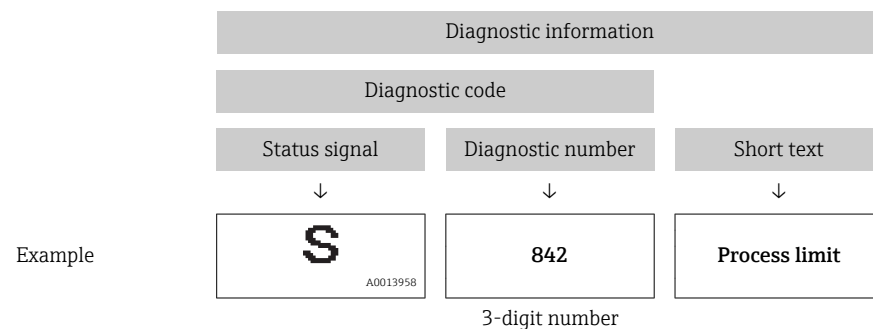 Diagnostic information
Diagnostic code
Status signal Diagnostic number Short text
↓ ↓ ↓
Example S 842 Process limit
A0013958
3-digit number